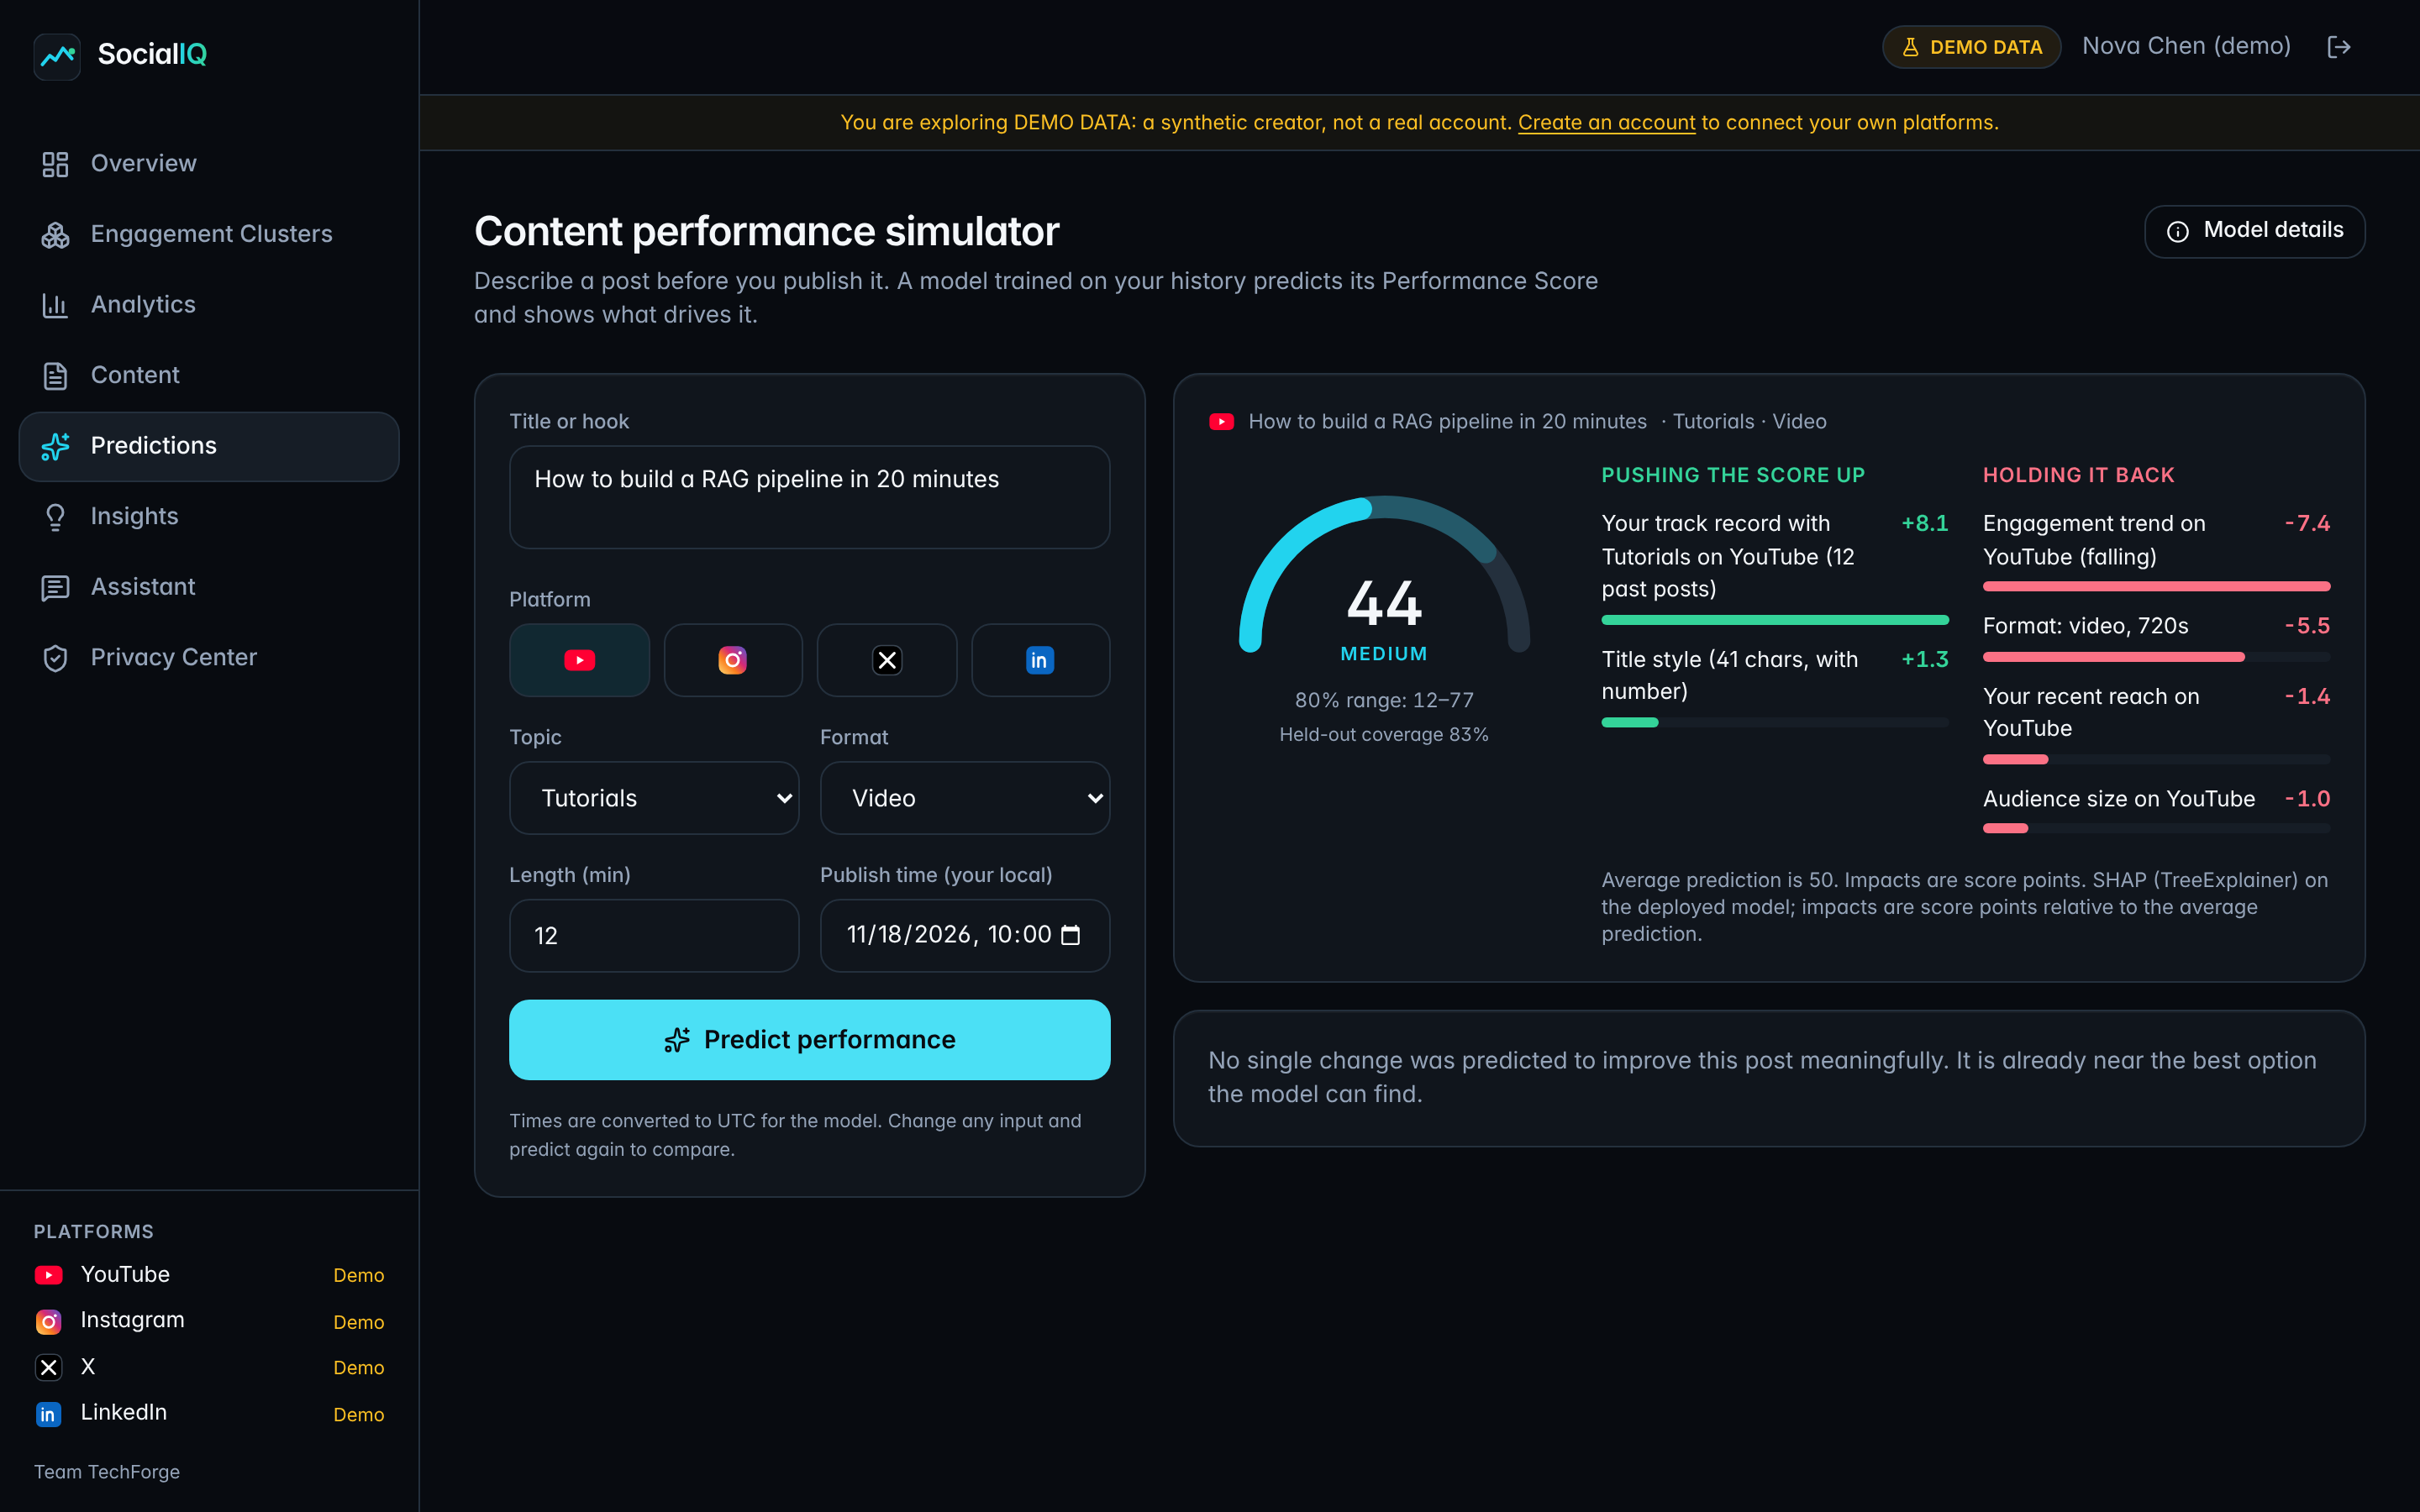 SocialIQ
Overview
Engagement Clusters
Analytics
Content
Predictions
Insights
Assistant
Privacy Center
PLATFORMS
YouTube Demo
Instagram Demo
X Demo
LinkedIn Demo
Team TechForge
DEMO DATA
Nova Chen (demo)
You are exploring DEMO DATA: a synthetic creator, not a real account. Create an account to connect your own platforms.
Content performance simulator
Model details
Describe a post before you publish it. A model trained on your history predicts its Performance Score
and shows what drives it.
Title or hook
How to build a RAG pipeline in 20 minutes
Platform
Topic
Format
Tutorials
Video
Length (min)
Publish time (your local)
12
11/18/2026, 10:00
Predict performance
Times are converted to UTC for the model. Change any input and
predict again to compare.
How to build a RAG pipeline in 20 minutes · Tutorials · Video
44
MEDIUM
80% range: 12–77
Held-out coverage 83%
PUSHING THE SCORE UP
Your track record with +8.1
Tutorials on YouTube (12
past posts)
Title style (41 chars, with +1.3
number)
HOLDING IT BACK
Engagement trend on -7.4
YouTube (falling)
Format: video, 720s -5.5
Your recent reach on -1.4
YouTube
Audience size on YouTube -1.0
Average prediction is 50. Impacts are score points. SHAP (TreeExplainer) on
the deployed model; impacts are score points relative to the average
prediction.
No single change was predicted to improve this post meaningfully. It is already near the best option
the model can find.